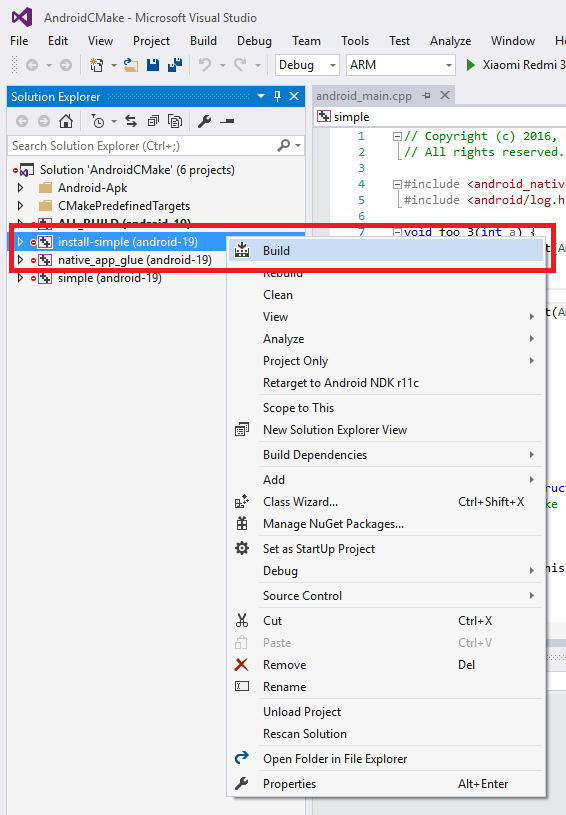 AndroidCMake - Microsoft Visual Studio
File Edit View Project Build Debug Team Tools Test Analyze Window
Debug ARM Xiaomi Redmi 3
Solution Explorer
android_main.cpp
Search Solution Explorer (Ctrl+;)
simple
Solution 'AndroidCMake' (6 projects)
Android-Apk
CMakePredefinedTargets
ALL_BUILD (android-19)
install-simple (android-19)
native_app_glue (android-19)
simple (android-19)
1 // Copyright (c) 2016,
2 // All rights reserved.
3
4 #include <android_nativ
5 #include <android/log.h
6
7 void foo_3(int a) {
Build
Rebuild
Clean
View
Analyze
Project Only
Retarget to Android NDK r11c
Scope to This
New Solution Explorer View
Build Dependencies
Add
Class Wizard... Ctrl+Shift+X
Manage NuGet Packages...
Set as StartUp Project
Debug
Source Control
Cut Ctrl+X
Paste Ctrl+V
Remove Del
Rename
Unload Project
Rescan Solution
Open Folder in File Explorer
Properties Alt+Enter